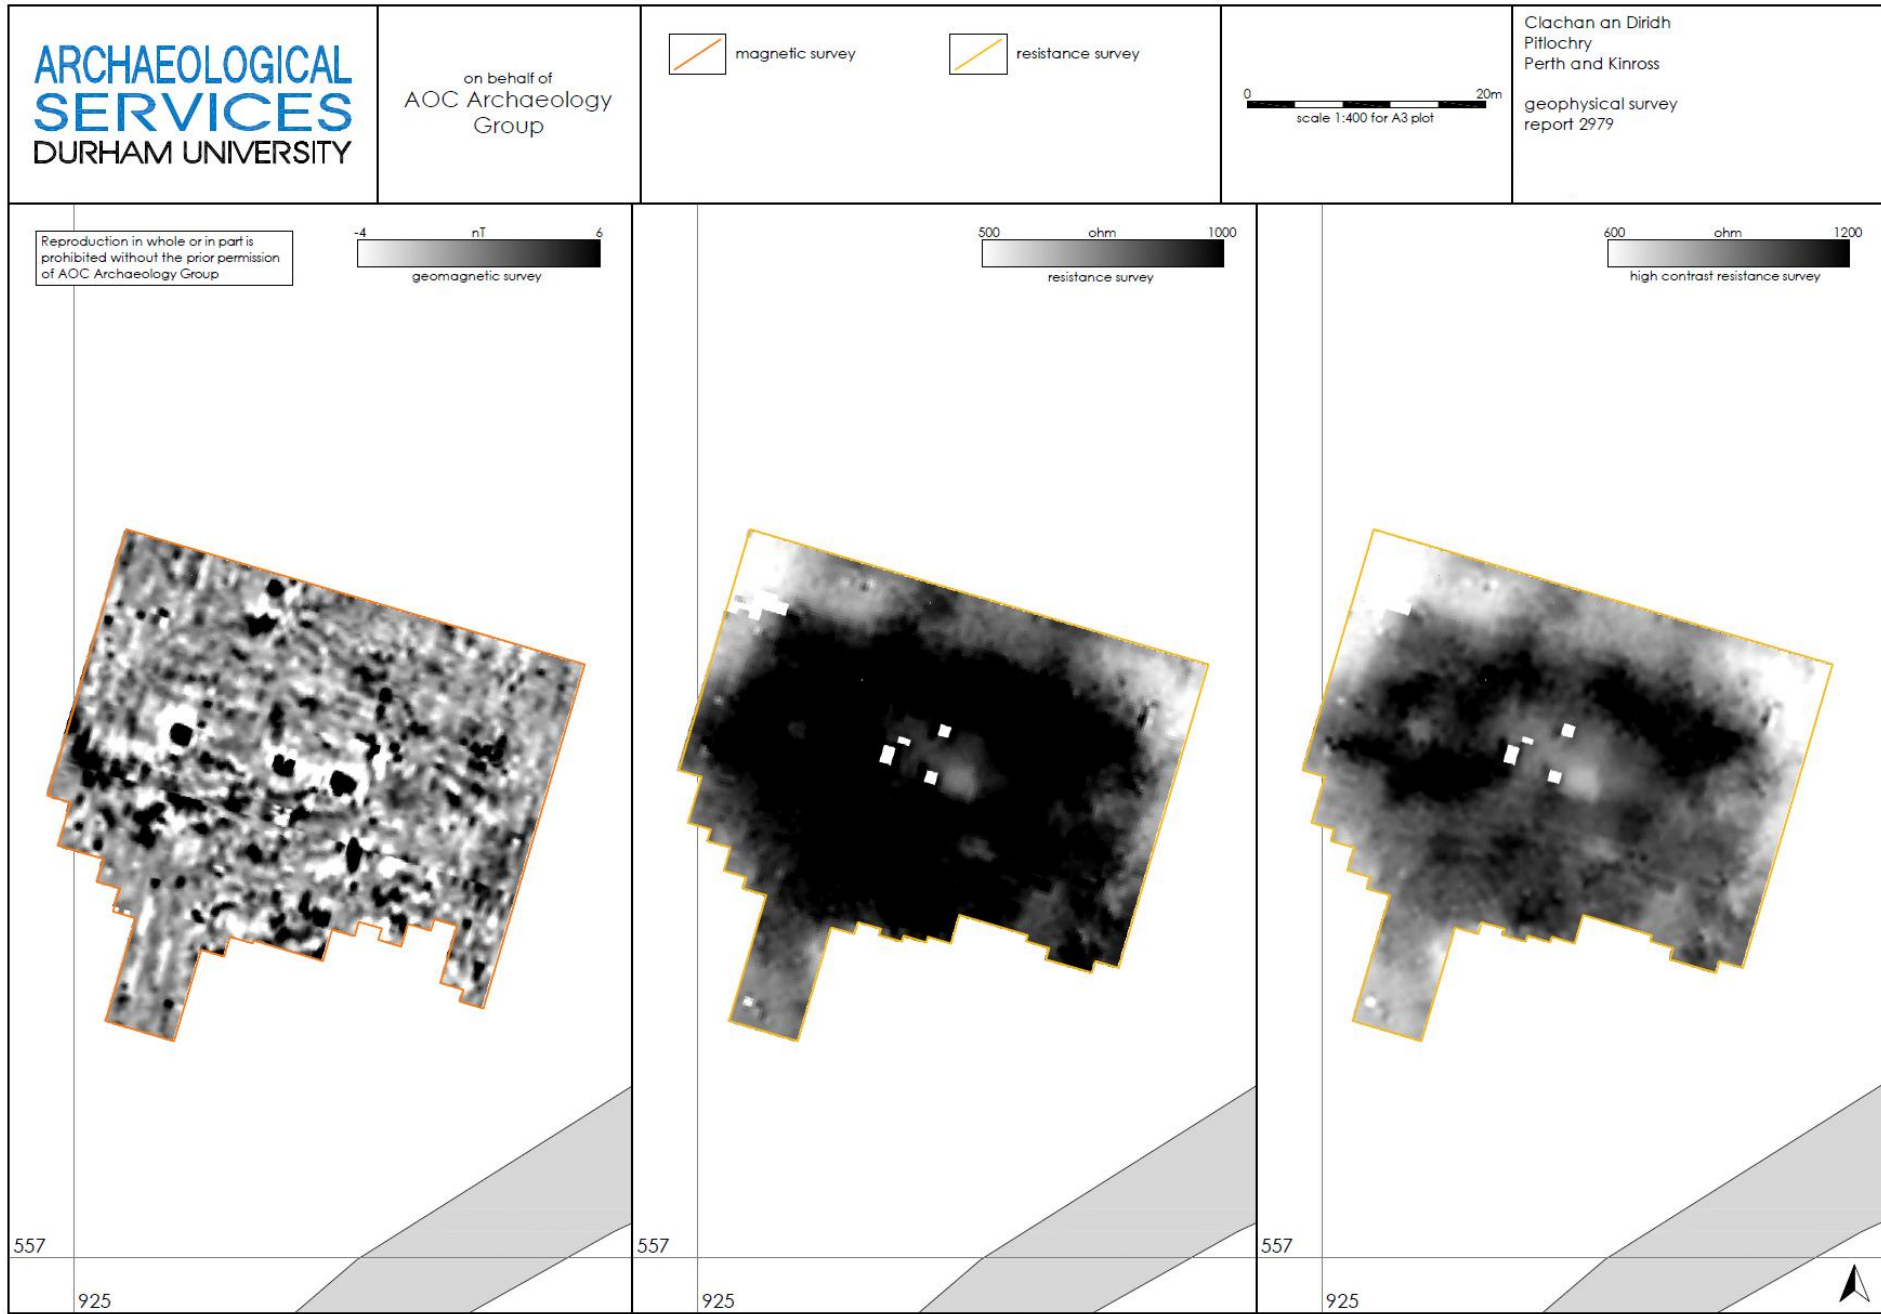 ARCHAEOLOGICAL
SERVICES
DURHAM UNIVERSITY
on behalf of
AOC Archaeology
Group
magnetic survey
resistance survey
0 20m
scale 1:400 for A3 plot
Clachan an Diridh
Pitlochry
Perth and Kinross
geophysical survey
report 2979
Reproduction in whole or in part is
prohibited without the prior permission
of AOC Archaeology Group
-4 nT 6
geomagnetic survey
500 ohm 1000
resistance survey
600 ohm 1200
high contrast resistance survey
557
925
557
925
557
925